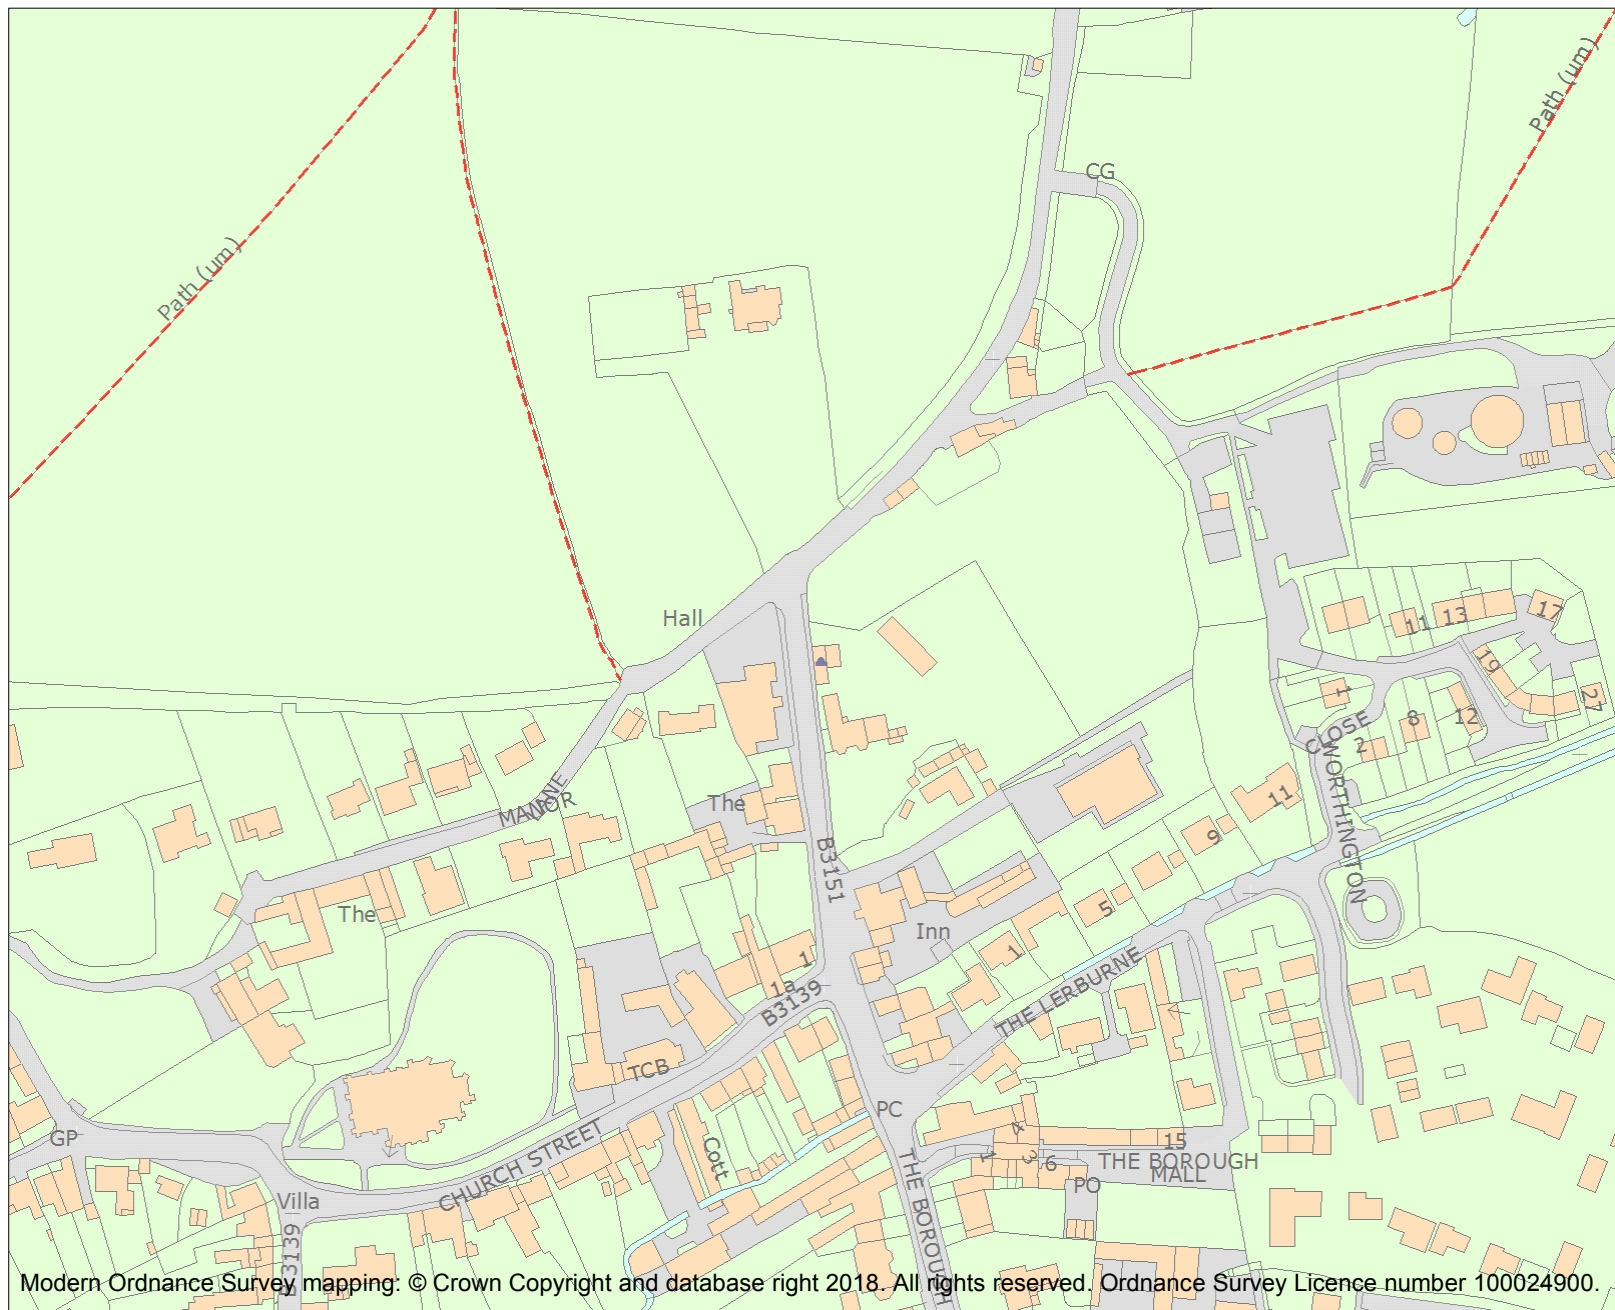 Path (um)
CG
Path (um)
Hall
11
13
17
19
1
27
8
12
CLOSE
2
WORTHINGTON
MANOR
LANE
The
11
9
B3151
5
The
Inn
1
1
1a
B3139
THE LERBURNE
TCB
PC
GP
4
15
1
3
6
THE BOROUGH
MALL
CHURCH STREET
Cott
PO
Villa
THE BOROUGH
B3139
Modern Ordnance Survey mapping: © Crown Copyright and database right 2018. All rights reserved. Ordnance Survey Licence number 100024900.